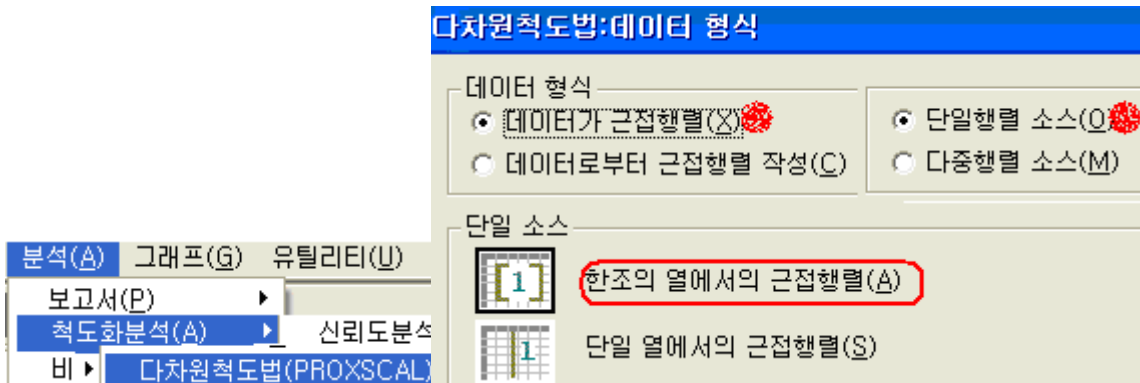 다차원척도법:데이터 형식
데이터 형식
데이터가 근접행렬(X)
단일행렬 소스(O
데이터로부터 근접행렬 작성(C)
다중행렬 소스(M)
단일 소스
[1]
한조의 열에서의 근접행렬(A)
1
단일 열에서의 근접행렬(S)
분석(A) 그래프(G) 유틸리티(U)
보고서(P)
척도화분석(A) 신뢰도분석
비 다차원척도법(PROXSCAL)